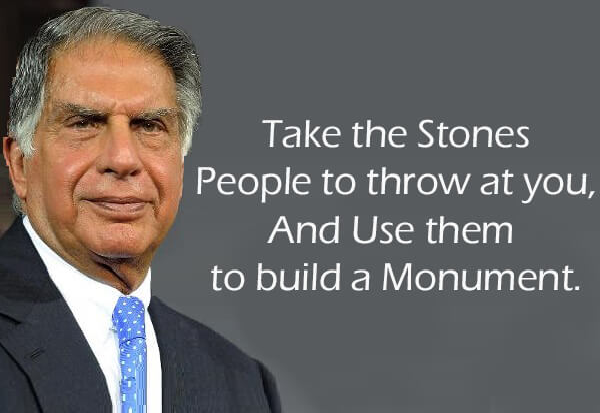 Take the Stones
People to throw at you,
And Use them
to build a Monument.